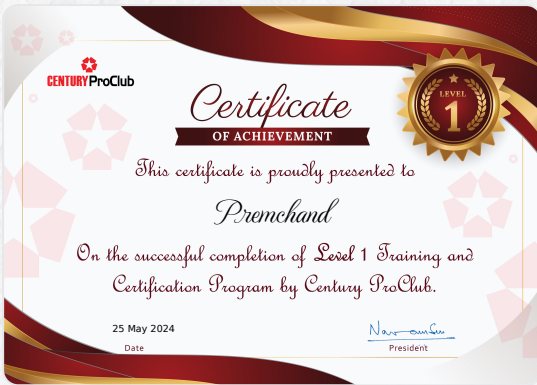 CENTURY ProClub
Certificate
OF ACHIEVEMENT
LEVEL
1
This certificate is proudly presented to
Premchand
On the successful completion of Level 1 Training and
Certification Program by Century ProClub.
25 May 2024
Date
President